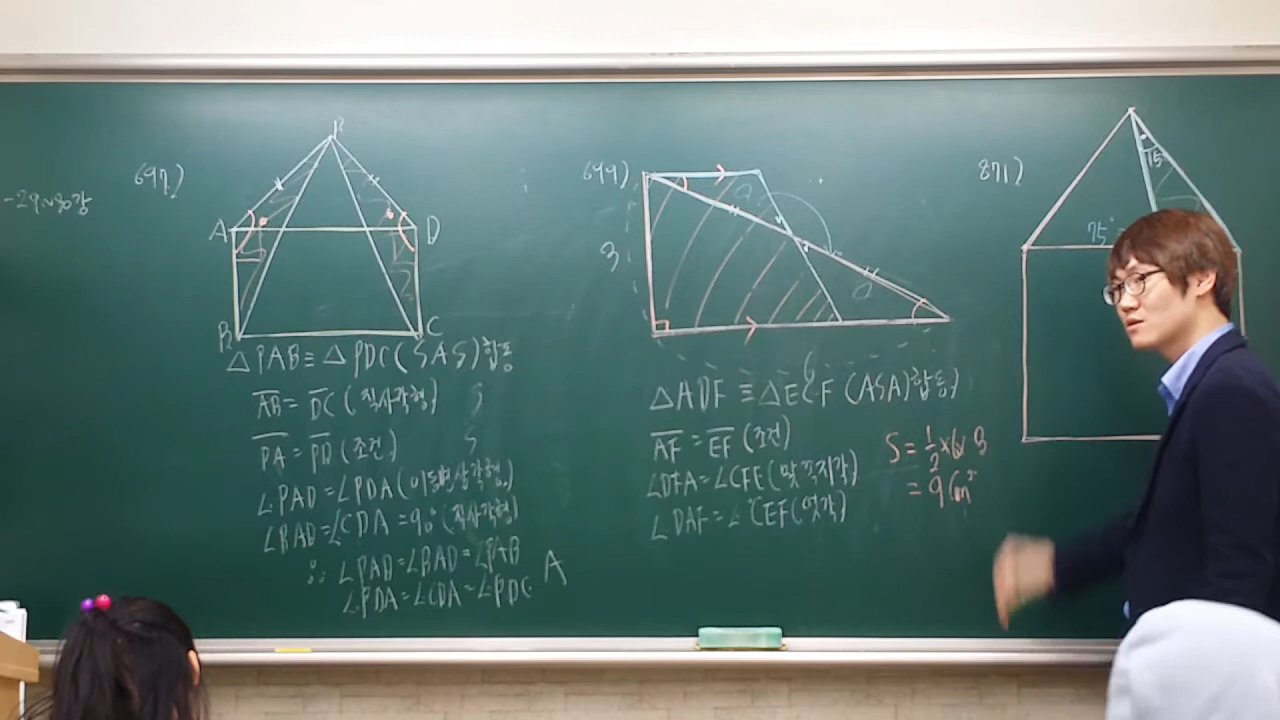 697)
P
A
D
B
C
△PAB≡△PDC(SAS)합동
AB=DC(직사각형) S
PA=PD(조건) S
∠PAD=∠PDA(이등변삼각형)
∠BAD=∠CDA=90°(직사각형)
∴ ∠PAD+∠BAD=∠PAB
∠PDA+∠CDA=∠PDC A
699)
3
a
a
6
△ADF≡△ECF(ASA)합동
AF=EF(조건)
∠DFA=∠CFE(맞꼭지각)
∠DAF=∠CEF(엇각)
S=1/2×6×3
=9cm²
871)
15°
75°